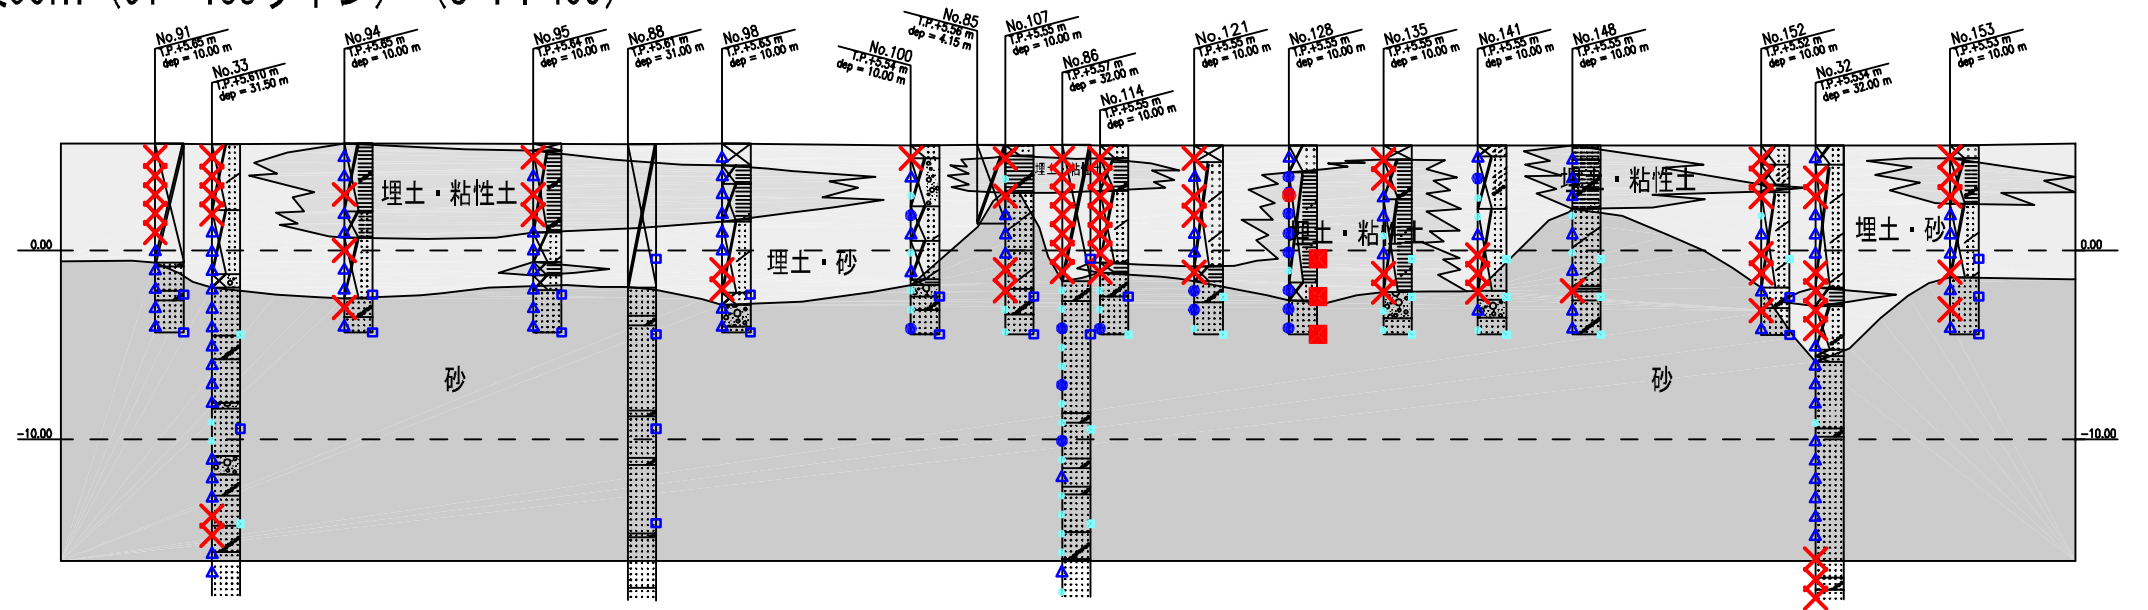 No.91
T.P.+5.65 m
dep = 10.00 m
No.33
T.P.+5.610 m
dep = 31.50 m
No.94
T.P.+5.65 m
dep = 10.00 m
No.95
T.P.+5.64 m
dep = 10.00 m
No.88
T.P.+5.61 m
dep = 31.00 m
No.98
T.P.+5.63 m
dep = 10.00 m
No.100
T.P.+5.54 m
dep = 10.00 m
No.85
T.P.+5.56 m
dep = 4.15 m
No.107
T.P.+5.55 m
dep = 10.00 m
No.86
T.P.+5.57 m
dep = 32.00 m
No.114
T.P.+5.55 m
dep = 10.00 m
No.121
T.P.+5.55 m
dep = 10.00 m
No.128
T.P.+5.55 m
dep = 10.00 m
No.135
T.P.+5.55 m
dep = 10.00 m
No.141
T.P.+5.55 m
dep = 10.00 m
No.148
T.P.+5.55 m
dep = 10.00 m
No.152
T.P.+5.52 m
dep = 10.00 m
No.32
T.P.+5.534 m
dep = 32.00 m
No.153
T.P.+5.53 m
dep = 10.00 m
埋土・粘性土
埋土・粘性土
埋土・粘性土
埋土・砂
埋土・砂
0.00
0.00
砂
砂
-10.00
-10.00